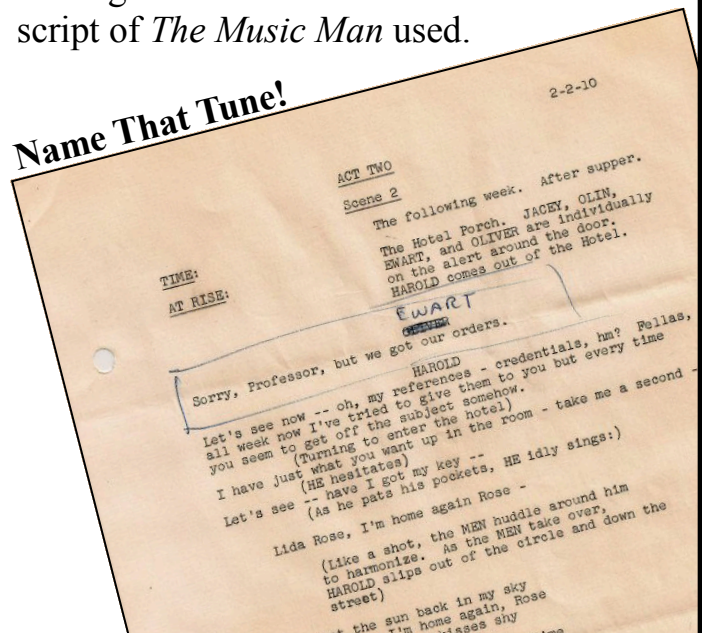 script of The Music Man used.
Name That Tune!
2-2-10
ACT TWO
Scene 2
The following week. After supper.
The Hotel Porch. JACEY, OLIN,
EWART, and OLIVER are individually
on the alert around the door.
HAROLD comes out of the Hotel.
TIME:
AT RISE:
EWART
Sorry, Professor, but we got our orders.
HAROLD
Let's see now -- oh, my references - credentials, hm? Fellas,
all week now I've tried to give them to you but every time
you seem to get off the subject somehow.
(Turning to enter the hotel)
I have just what you want up in the room - take me a second -
(HE hesitates)
Let's see -- have I got my key --
(As he pats his pockets, HE idly sings:)
Lida Rose, I'm home again Rose -
(Like a shot, the MEN huddle around him
to harmonize. As the MEN take over,
HAROLD slips out of the circle and down the
street)
the sun back in my sky
I'm home again, Rose
kisses shy